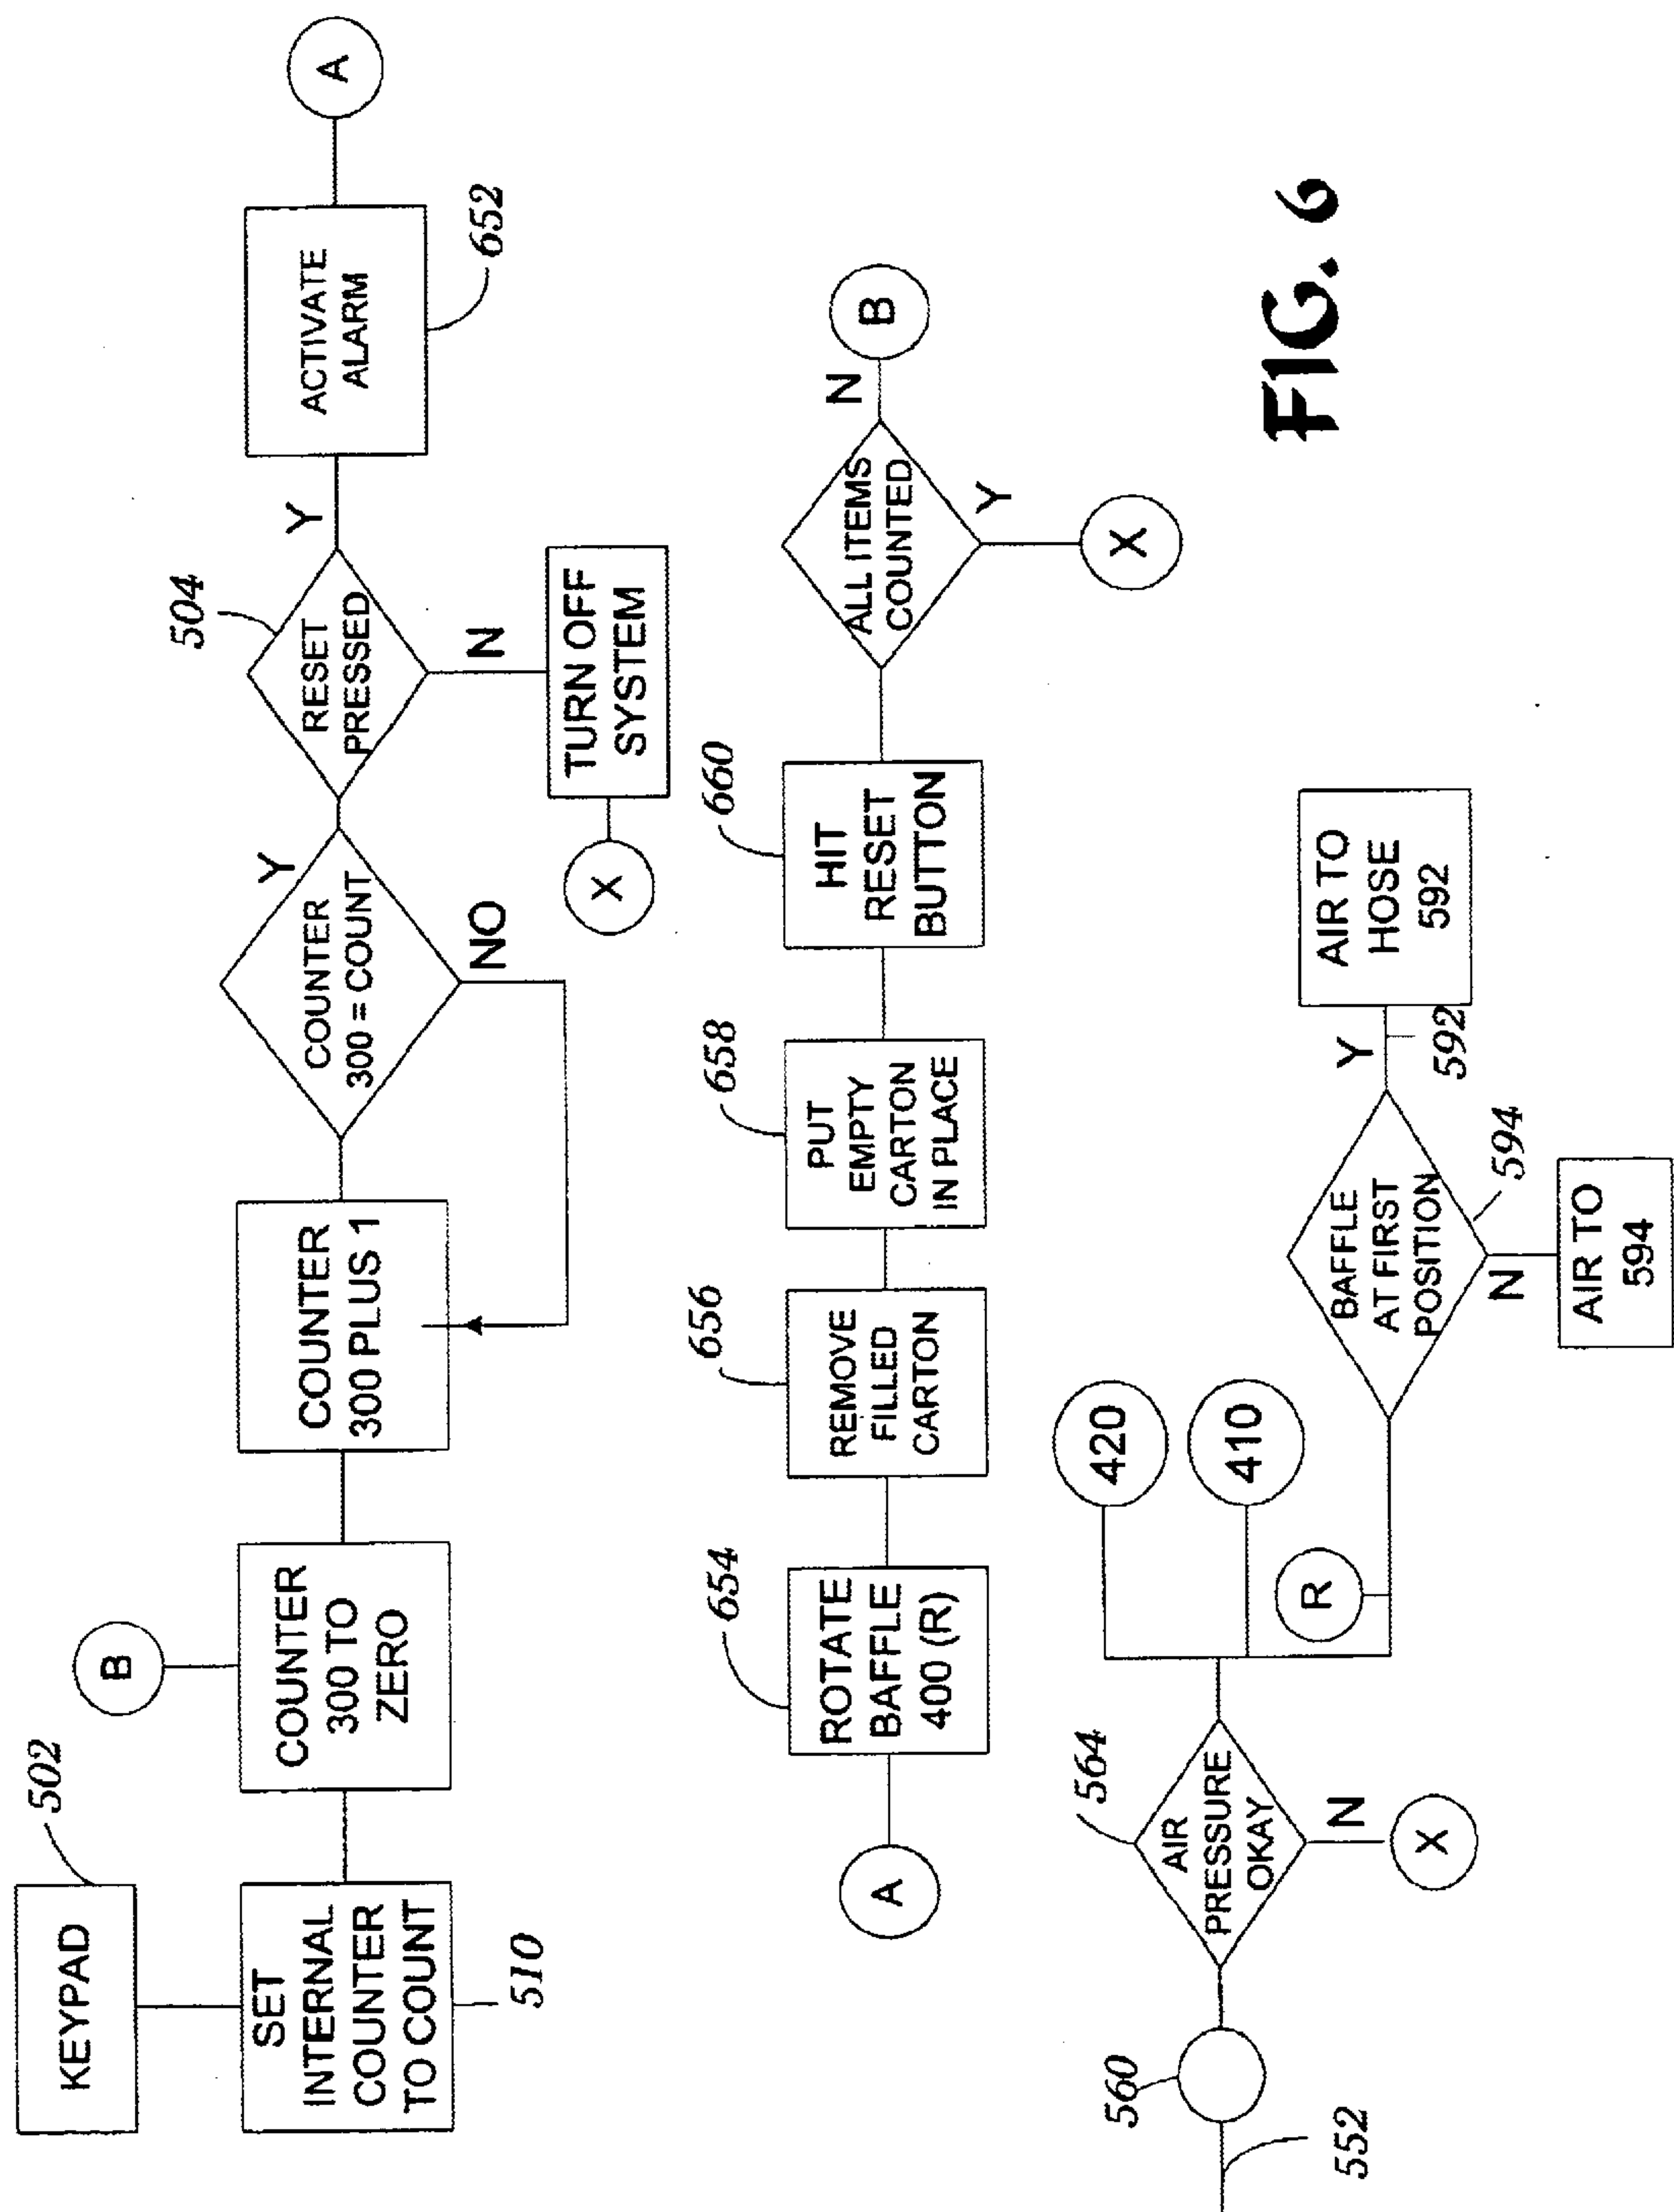 KEYPAD
502
SET
INTERNAL
COUNTER
TO COUNT
510
B
COUNTER
300 TO
ZERO
COUNTER
300 PLUS 1
COUNTER
300 = COUNT
Y
NO
504
RESET
PRESSED
Y
N
TURN OFF
SYSTEM
X
ACTIVATE
ALARM
652
A
A
654
ROTATE
BAFFLE
400 (R)
656
REMOVE
FILLED
CARTON
658
PUT
EMPTY
CARTON
IN PLACE
660
HIT
RESET
BUTTON
ALL ITEMS
COUNTED
N
B
Y
X
552
560
564
AIR
PRESSURE
OKAY
N
X
420
410
R
BAFFLE
AT FIRST
POSITION
594
Y
592
AIR TO
HOSE
592
N
AIR TO
594
FIG. 6